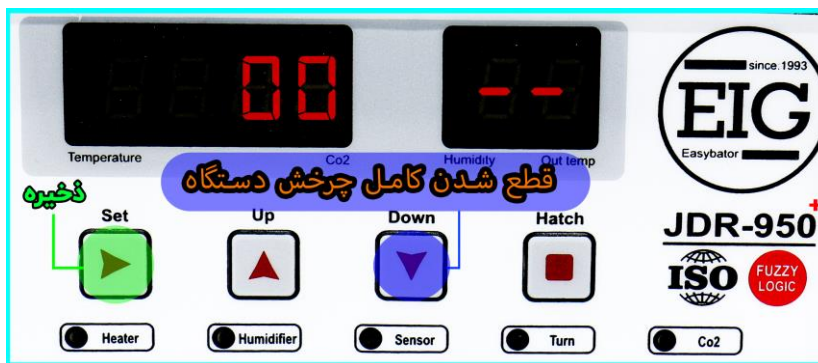 00
--
since.1993
EIG
Easybator
Temperature
Co2
Humidity
Out temp
قطع شدن کامل چرخش دستگاه
ذخیره
Set
Up
Down
Hatch
JDR-950+
ISO
FUZZY
LOGIC
Heater
Humidifier
Sensor
Turn
Co2